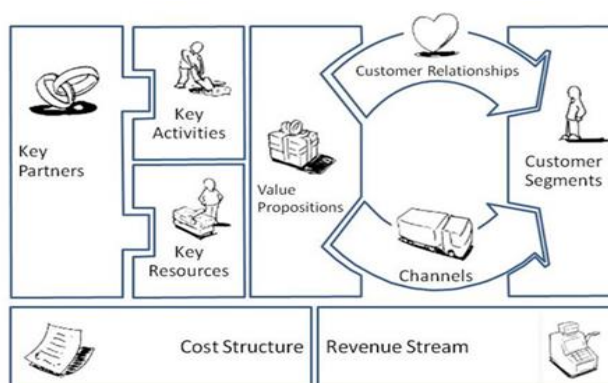 Key
Partners
Key
Activities
Key
Resources
Value
Propositions
Customer Relationships
Channels
Customer
Segments
Cost Structure
Revenue Stream